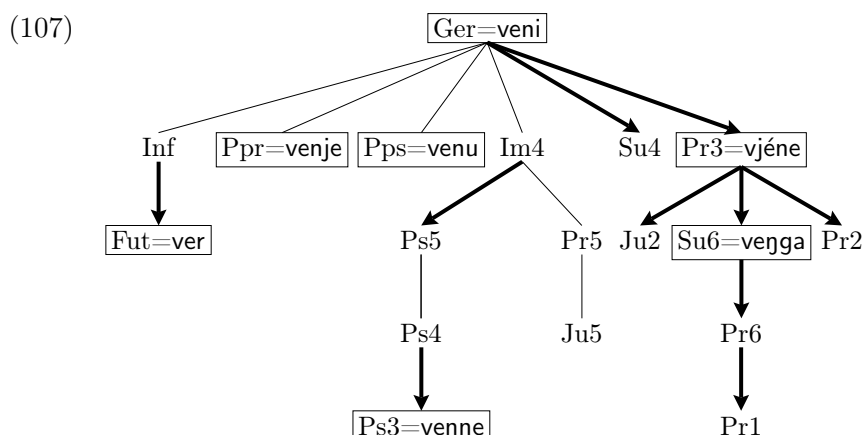 (107)
Ger=veni
Inf Ppr=venje Pps=venu Im4 Su4 Pr3=vjéne
Fut=ver Ps5 Pr5 Ju2 Su6=veŋga Pr2
Ps4 Ju5 Pr6
Ps3=venne Pr1